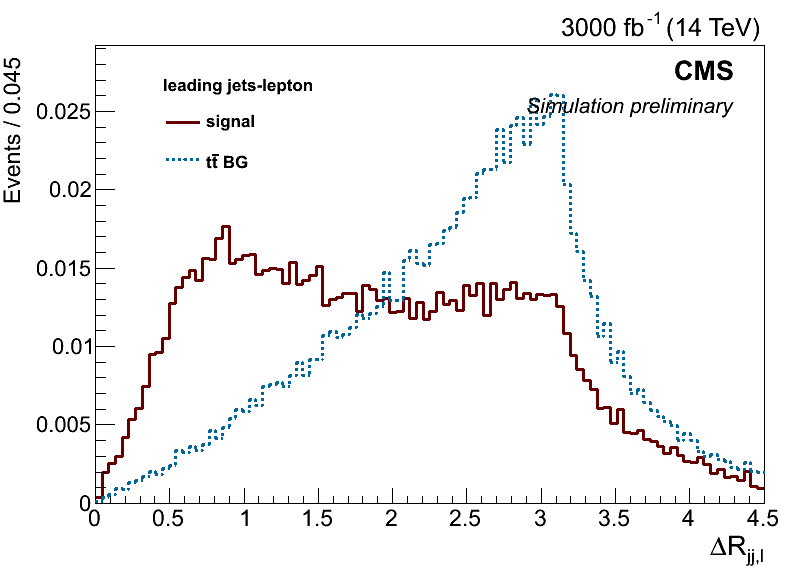 3000 fb⁻¹ (14 TeV)
CMS
Simulation preliminary
leading jets-lepton
signal
tt̄ BG
Events / 0.045
0.025
0.02
0.015
0.01
0.005
0
0 0.5 1 1.5 2 2.5 3 3.5 4 4.5
ΔR_jj,l